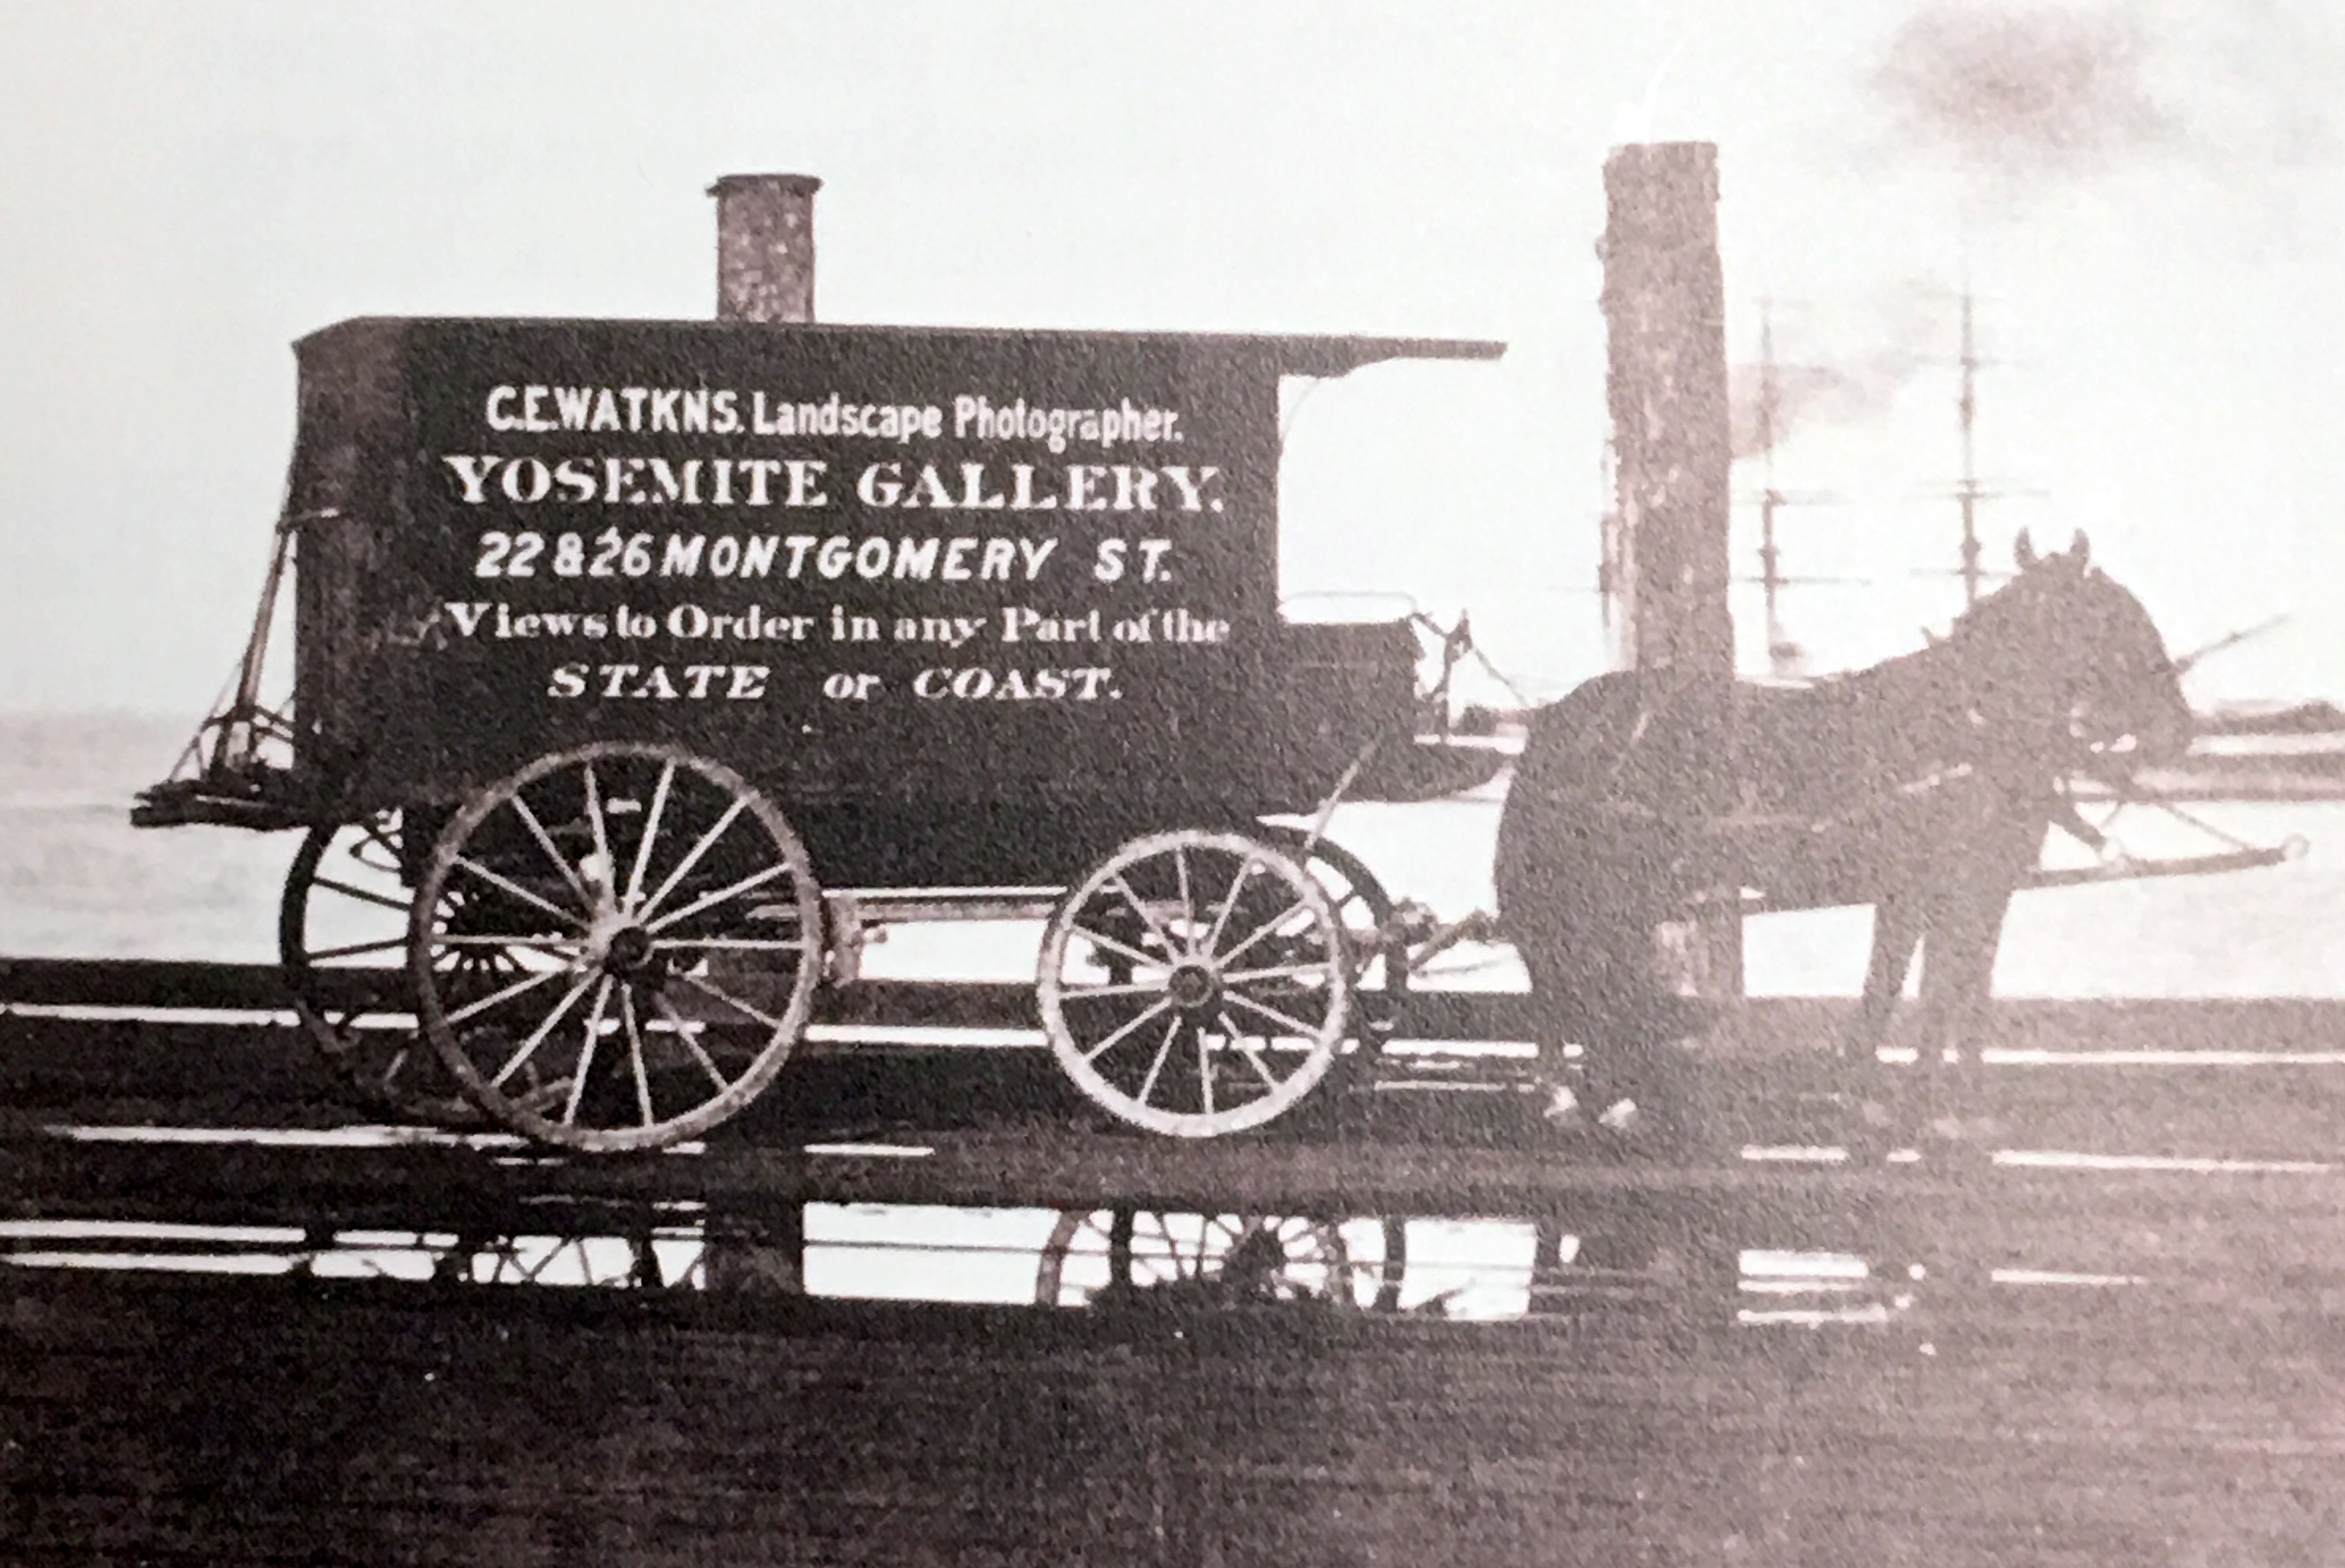 C.E.WATKNS. Landscape Photographer.
YOSEMITE GALLERY.
22 & 26 MONTGOMERY ST.
Views to Order in any Part of the
STATE or COAST.